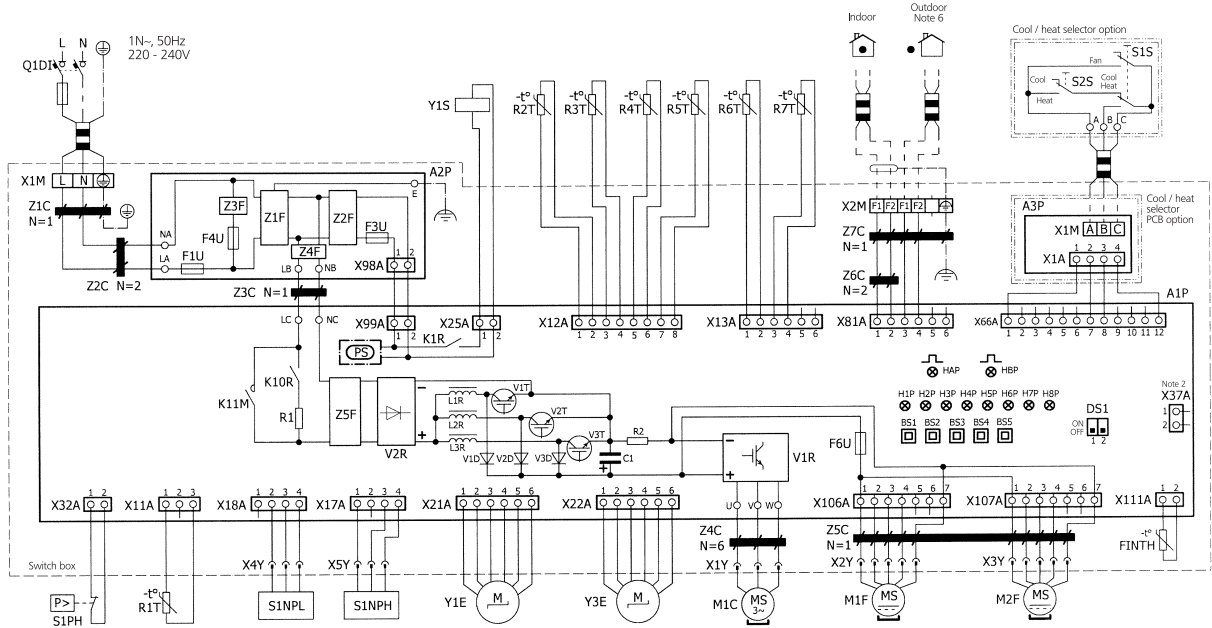 Indoor
Outdoor
Note 6
Cool / heat selector option
L N
1N~, 50Hz
220 - 240V
Q1DI
S1S
Fan
Cool
S2S
Cool
Heat
Heat
A B C
Y1S
-t° R2T
-t° R3T
-t° R4T
-t° R5T
-t° R6T
-t° R7T
X1M L N
A2P
E
Z1C
N=1
Z3F
Z1F
Z2F
F4U
F3U
NA
LA
F1U
Z4F
LB NB
X98A
1 2
Z2C N=2
Z3C N=1
X2M F1 F2 F1 F2
Z7C
N=1
Z6C
N=2
A3P
Cool / heat
selector
PCB option
X1M A B C
X1A
1 2 3 4
A1P
LC NC
X99A
1 2
X25A
1 2
K1R
PS
X12A
1 2 3 4 5 6 7 8
X13A
1 2 3 4 5 6
X81A
1 2 3 4 5 6
X66A
1 2 3 4 5 6 7 8 9 10 11 12
HAP
HBP
K11M
K10R
R1
Z5F
V2R
−
+
L1R
L2R
L3R
V1T
V2T
V3T
V1D
V2D
V3D
R2
C1
+
−
+
V1R
F6U
H1P H2P H3P H4P H5P H6P H7P H8P
BS1 BS2 BS3 BS4 BS5
DS1
ON
OFF
1 2
Note 2
X37A
1
2
U V W
X32A
1 2
X11A
1 2 3
X18A
1 2 3 4
X17A
1 2 3 4
X21A
1 2 3 4 5 6
X22A
1 2 3 4 5 6
X106A
1 2 3 4 5 6 7
X107A
1 2 3 4 5 6 7
X111A
1 2
Z4C
N=6
Z5C
N=1
-t°
FINTH
Switch box
X4Y
X5Y
X1Y
X2Y
X3Y
P>
S1PH
-t°
R1T
S1NPL
S1NPH
Y1E
M
Y3E
M
M1C
MS
3~
M1F
MS
M2F
MS